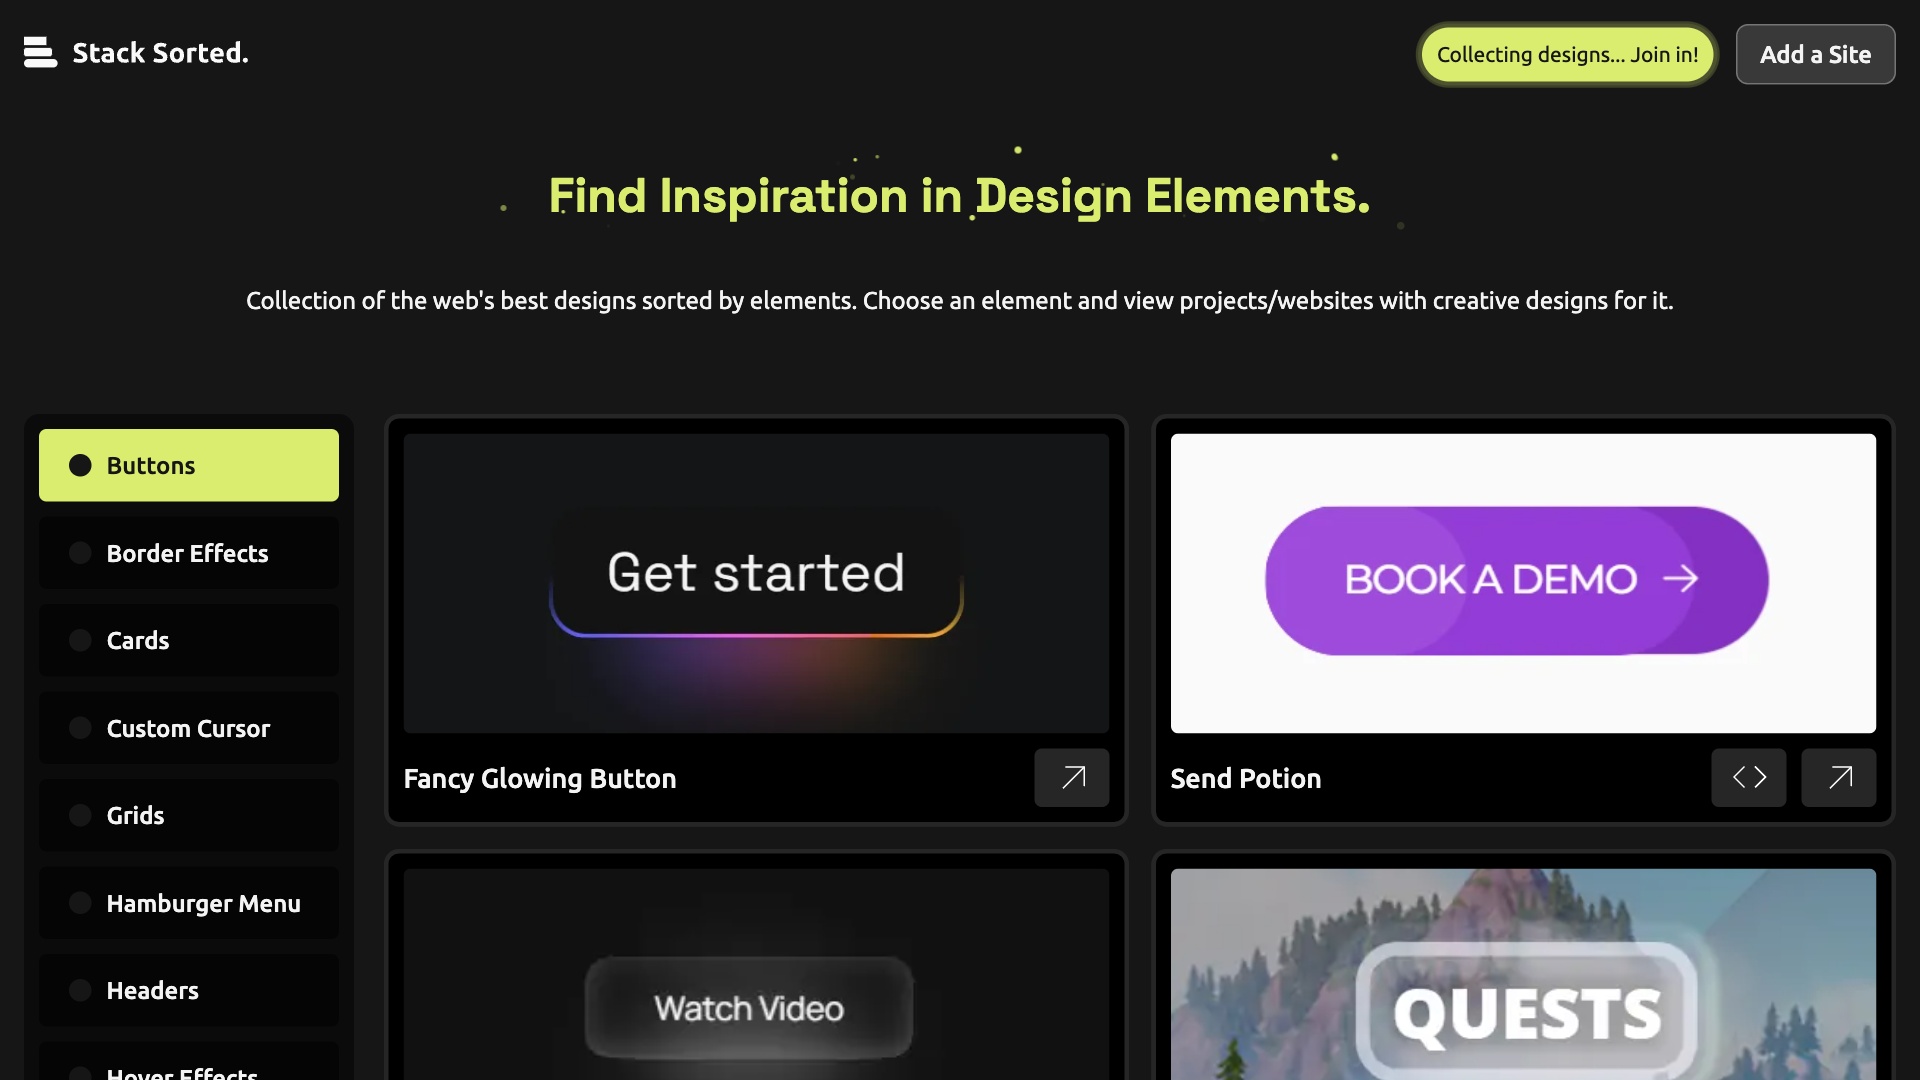 Stack Sorted.
Collecting designs... Join in!
Add a Site
Find Inspiration in Design Elements.
Collection of the web's best designs sorted by elements. Choose an element and view projects/websites with creative designs for it.
Buttons
Border Effects
Cards
Custom Cursor
Grids
Hamburger Menu
Headers
Hover Effects
Get started
Fancy Glowing Button
BOOK A DEMO
Send Potion
Watch Video
QUESTS